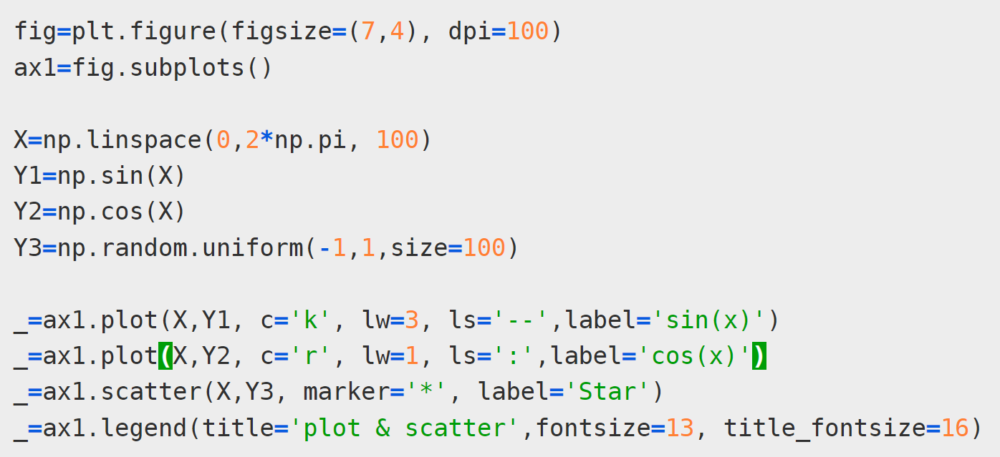 fig=plt.figure(figsize=(7,4), dpi=100)
ax1=fig.subplots()
X=np.linspace(0,2*np.pi, 100)
Y1=np.sin(X)
Y2=np.cos(X)
Y3=np.random.uniform(-1,1,size=100)
_=ax1.plot(X,Y1, c='k', lw=3, ls='--',label='sin(x)')
_=ax1.plot(X,Y2, c='r', lw=1, ls=':',label='cos(x)')
_=ax1.scatter(X,Y3, marker='*', label='Star')
_=ax1.legend(title='plot & scatter',fontsize=13, title_fontsize=16)